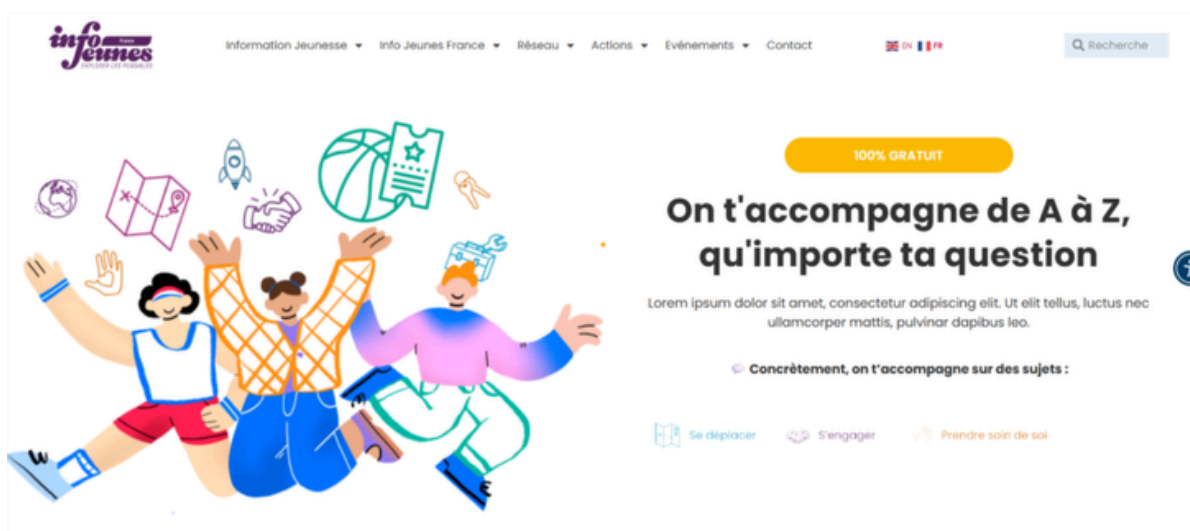 info
France
Jeunes
EXPLORER LES POSSIBLES
Information Jeunesse
Info Jeunes France
Réseau
Actions
Evénements
Contact
EN
FR
Recherche
100% GRATUIT
On t'accompagne de A à Z,
qu'importe ta question
Lorem ipsum dolor sit amet, consectetur adipiscing elit. Ut elit tellus, luctus nec
ullamcorper mattis, pulvinar dapibus leo.
Concrètement, on t'accompagne sur des sujets :
Se déplacer
S'engager
Prendre soin de soi